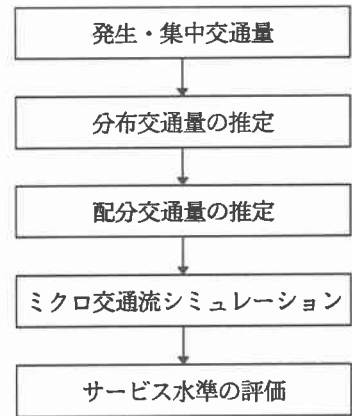 発生・集中交通量
分布交通量の推定
配分交通量の推定
ミクロ交通流シミュレーション
サービス水準の評価